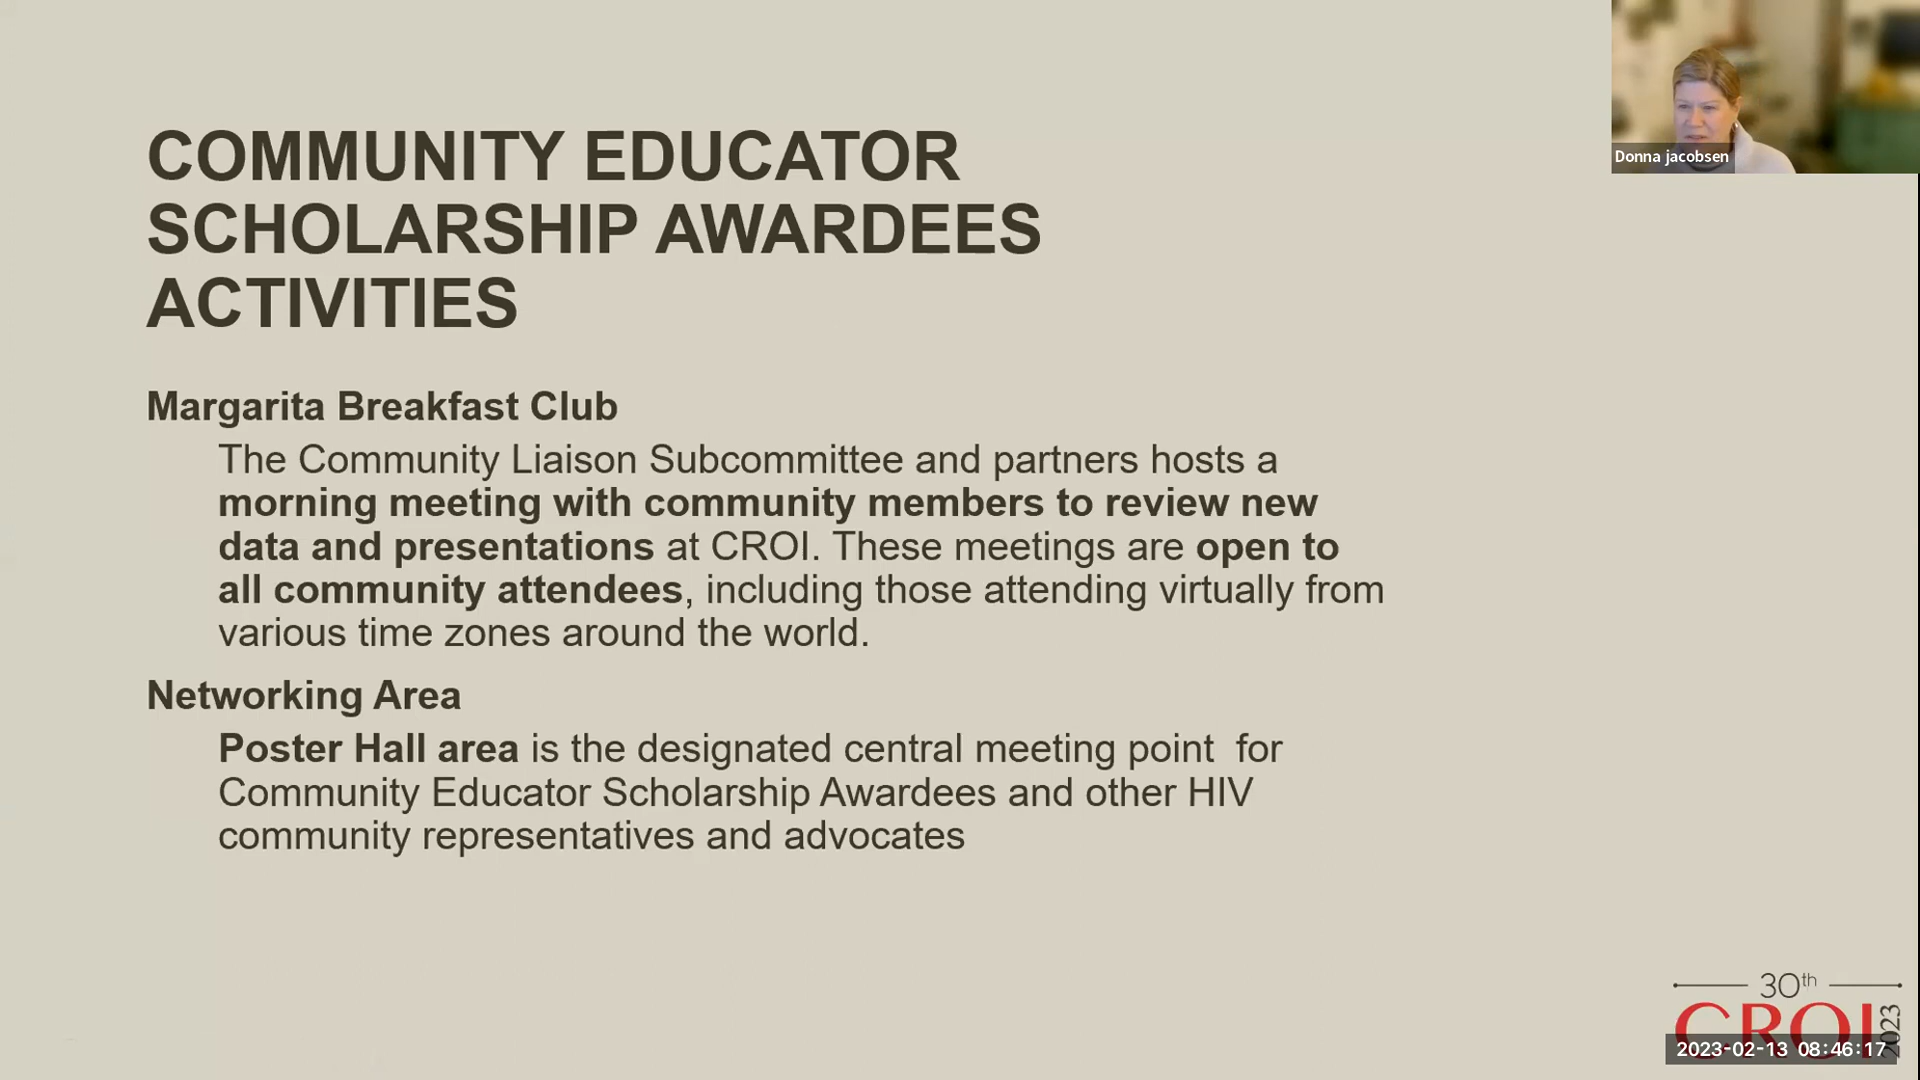 COMMUNITY EDUCATOR
SCHOLARSHIP AWARDEES
ACTIVITIES
Margarita Breakfast Club
The Community Liaison Subcommittee and partners hosts a
morning meeting with community members to review new
data and presentations at CROI. These meetings are open to
all community attendees, including those attending virtually from
various time zones around the world.
Networking Area
Poster Hall area is the designated central meeting point  for
Community Educator Scholarship Awardees and other HIV
community representatives and advocates
Donna jacobsen
30th
CROI
2023
2023-02-13 08:46:17